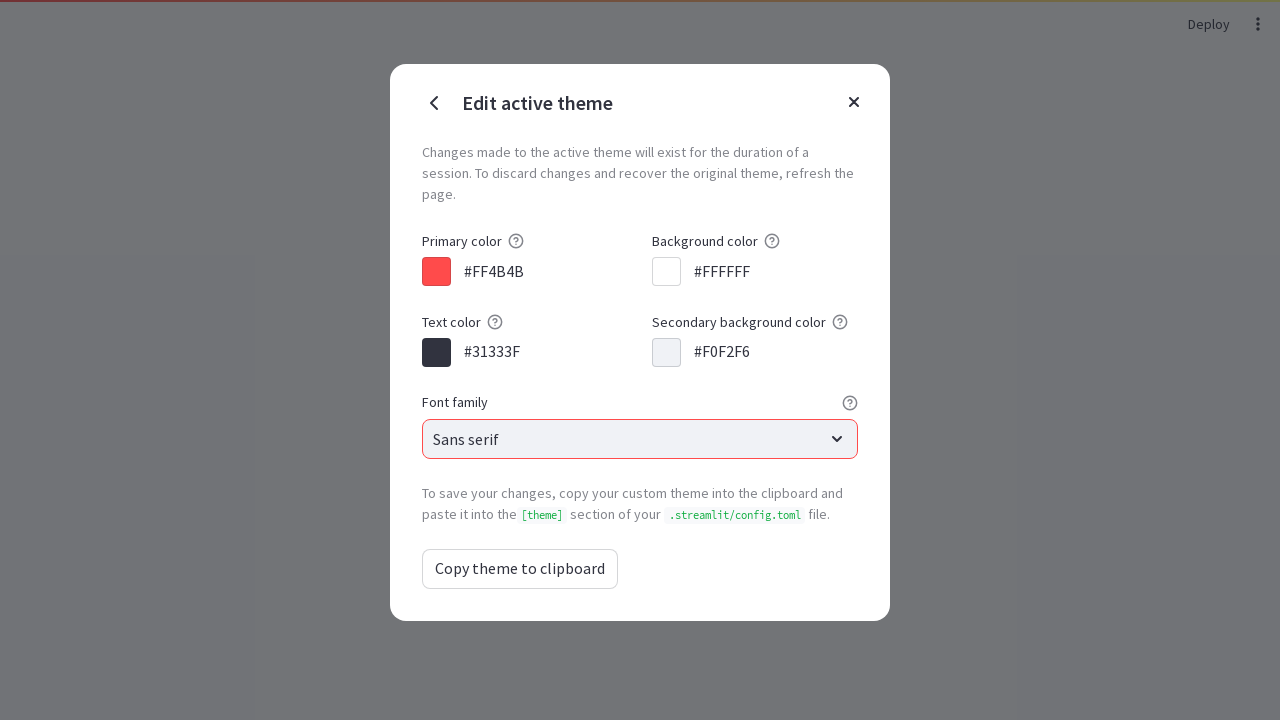 Deploy
Edit active theme
Changes made to the active theme will exist for the duration of a
session. To discard changes and recover the original theme, refresh the
page.
Primary color
Background color
#FF4B4B
#FFFFFF
Text color
Secondary background color
#31333F
#F0F2F6
Font family
Sans serif
To save your changes, copy your custom theme into the clipboard and
paste it into the [theme] section of your .streamlit/config.toml file.
Copy theme to clipboard